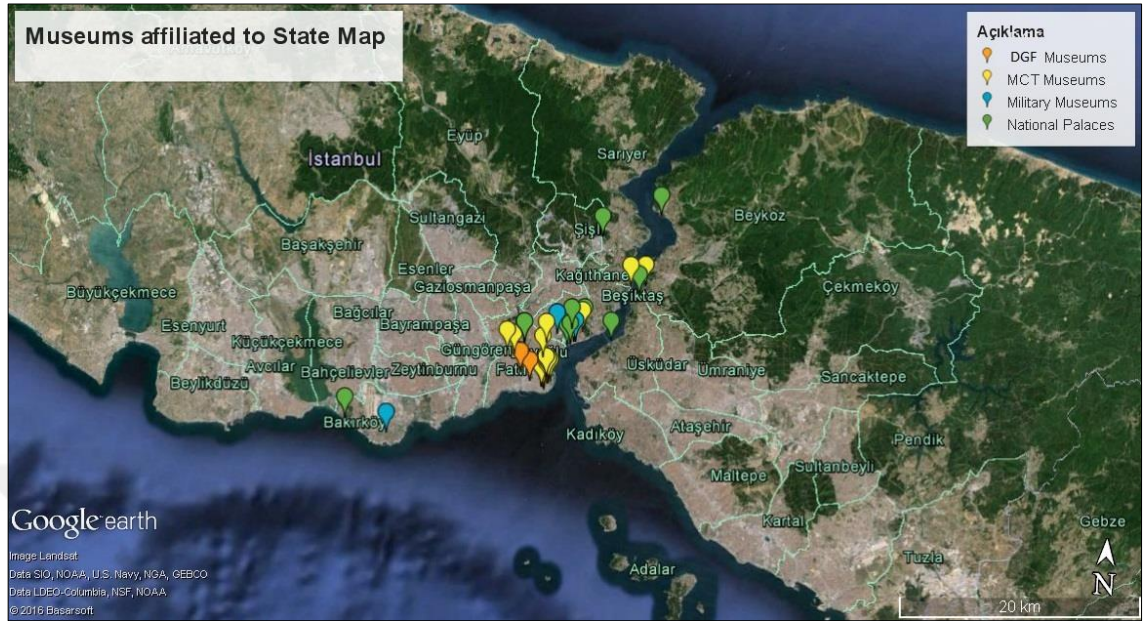 Museums affiliated to State Map
Açıklama
DGF Museums
MCT Museums
Military Museums
National Palaces
İstanbul
Eyüp
Sarıyer
Beykoz
Sultangazi
Şişli
Başakşehir
Esenler
Kağıthane
Gaziosmanpaşa
Beşiktaş
Çekmeköy
Büyükçekmece
Bağcılar
Bayrampaşa
Esenyurt
Küçükçekmece
Güngören
Avcılar
Bahçelievler
Zeytinburnu
Üsküdar
Ümraniye
Sancaktepe
Beylikdüzü
Bakırköy
Kadıköy
Ataşehir
Pendik
Maltepe
Sultanbeyli
Kartal
Gebze
Tuzla
Adalar
Google earth
Image Landsat
Data SIO, NOAA, U.S. Navy, NGA, GEBCO
Data LDEO-Columbia, NSF, NOAA
© 2016 Basarsoft
N
20 km